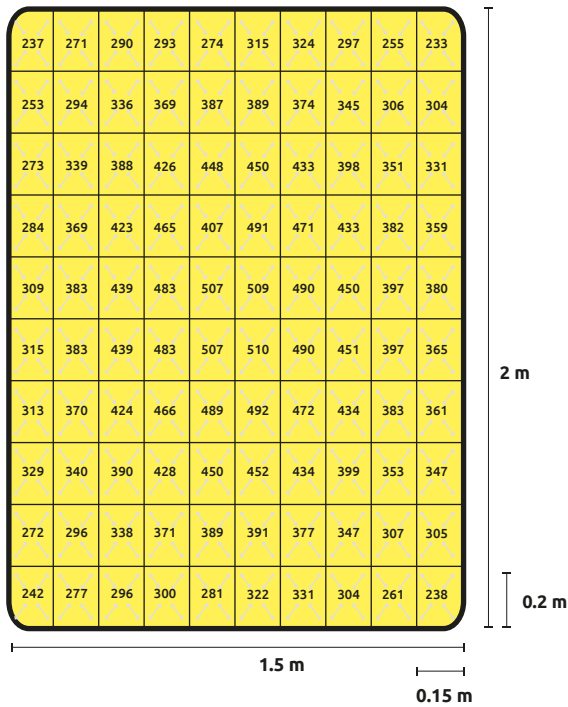 237 271 290 293 274 315 324 297 255 233
253 294 336 369 387 389 374 345 306 304
273 339 388 426 448 450 433 398 351 331
284 369 423 465 407 491 471 433 382 359
309 383 439 483 507 509 490 450 397 380
315 383 439 483 507 510 490 451 397 365
2 m
313 370 424 466 489 492 472 434 383 361
329 340 390 428 450 452 434 399 353 347
272 296 338 371 389 391 377 347 307 305
242 277 296 300 281 322 331 304 261 238
0.2 m
1.5 m
0.15 m